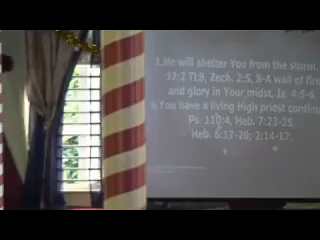 1.He will shelter You from the storm,
32:2 TLB, Zech. 2:5, 8-A wall of fire
and glory in Your midst, Is. 4:5-6.
You have a living High priest continu
Ps. 110:4, Heb. 7:23-25,
Heb. 6:17-20; 2:14-17.